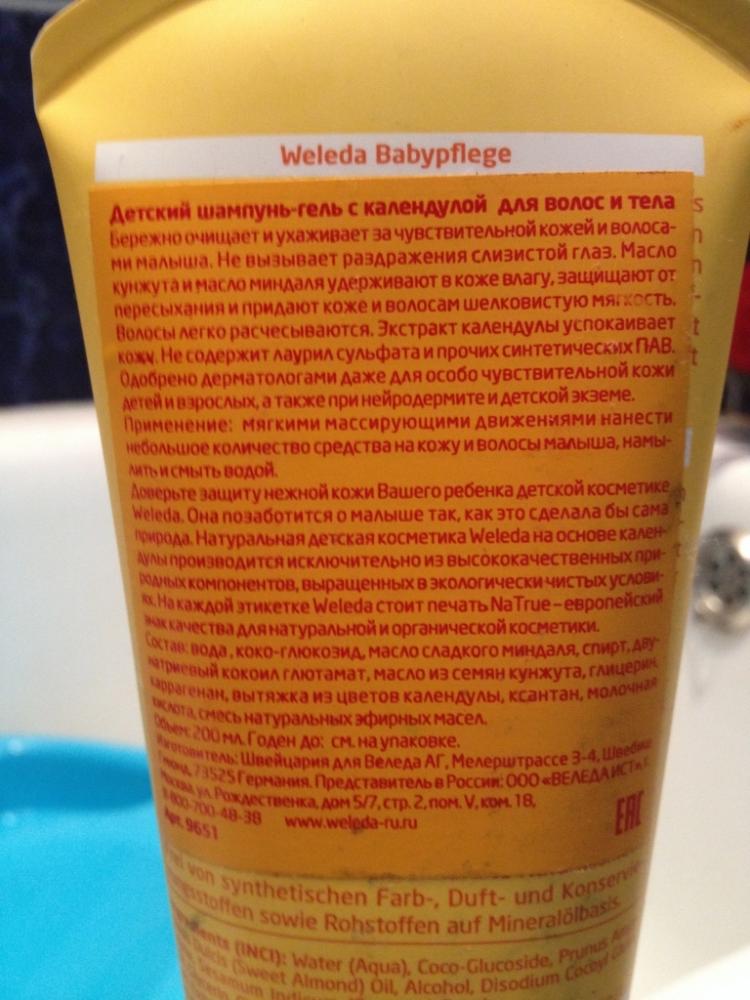 Weleda Babypflege
Детский шампунь-гель с календулой для волос и тела
Бережно очищает и ухаживает за чувствительной кожей и волоса-
ми малыша. Не вызывает раздражения слизистой глаз. Масло
кунжута и масло миндаля удерживают в коже влагу, защищают от
пересыхания и придают коже и волосам шелковистую мягкость.
Волосы легко расчесываются. Экстракт календулы успокаивает
кожу. Не содержит лаурил сульфата и прочих синтетических ПАВ.
Одобрено дерматологами даже для особо чувствительной кожи
детей и взрослых, а также при нейродермите и детской экземе.
Применение: мягкими массирующими движениями нанести
небольшое количество средства на кожу и волосы малыша, намы-
лить и смыть водой.
Доверьте защиту нежной кожи Вашего ребенка детской косметике
Weleda. Она позаботится о малыше так, как это сделала бы сама
природа. Натуральная детская косметика Weleda на основе кален-
дулы производится исключительно из высококачественных при-
родных компонентов, выращенных в экологически чистых услови-
ях. На каждой этикетке Weleda стоит печать NaTrue – европейский
знак качества для натуральной и органической косметики.
Состав: вода, коко-глюкозид, масло сладкого миндаля, спирт, дву-
натриевый кокоил глютамат, масло из семян кунжута, глицерин,
каррагенан, вытяжка из цветов календулы, ксантан, молочная
кислота, смесь натуральных эфирных масел.
Объем: 200 мл. Годен до: см. на упаковке.
Изготовитель: Швейцария для Веледа АГ, Мелерштрассе 3-4, Швебиш
Гмюнд, 73525 Германия. Представитель в России: ООО «ВЕЛЕДА ИСТ», г.
Москва, ул. Рождественка, дом 5/7, стр. 2, пом. V, ком. 18,
8-800-700-48-38 www.weleda-ru.ru
Арт. 9651
EAC
von synthetischen Farb-, Duft- und Konservie-
sowie Rohstoffen auf Mineralölbasis.
(INCI): Water (Aqua), Coco-Glucoside, Prunus
Dulcis (Sweet Almond) Oil, Alcohol, Disodium Cocoyl
Sesamum